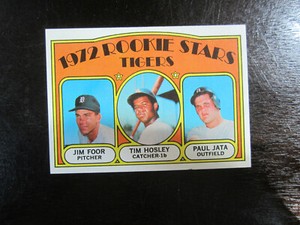 1972 ROOKIE STARS
TIGERS
JIM FOOR
PITCHER
TIM HOSLEY
CATCHER-1b
PAUL JATA
OUTFIELD